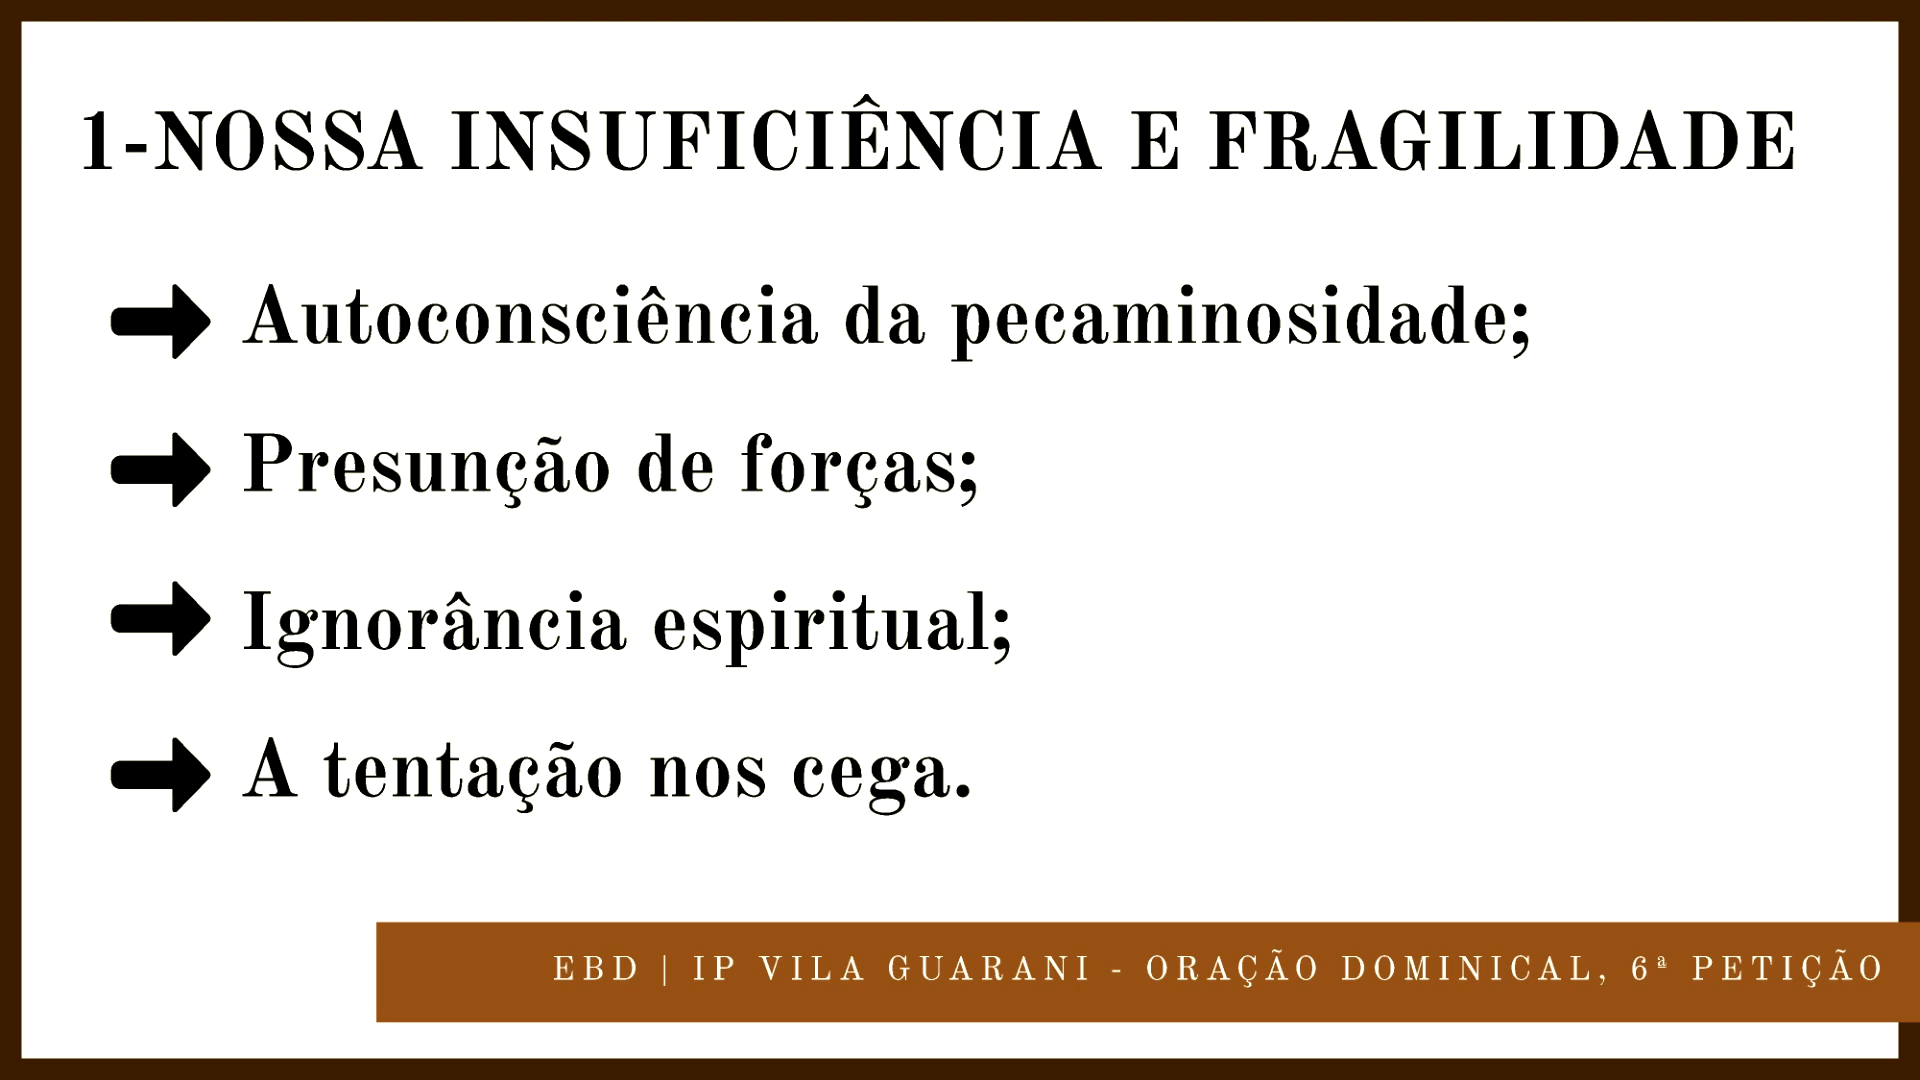 1-NOSSA INSUFICIÊNCIA E FRAGILIDADE
Autoconsciência da pecaminosidade;
Presunção de forças;
Ignorância espiritual;
A tentação nos cega.
EBD | IP VILA GUARANI - ORAÇÃO DOMINICAL, 6ª PETIÇÃO